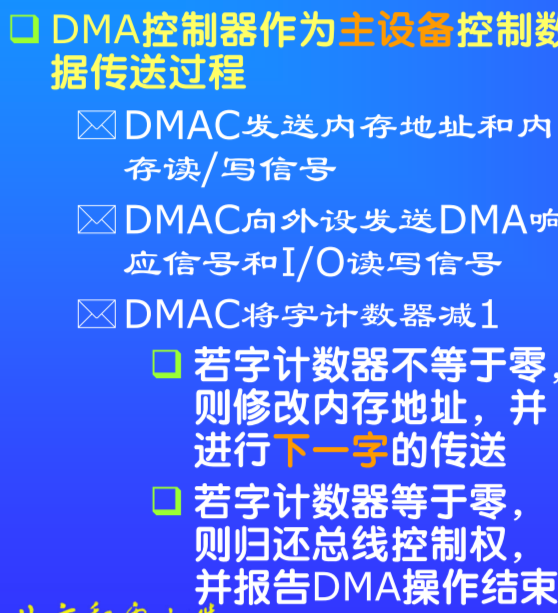 DMA控制器作为主设备控制数
据传送过程
DMAC发送内存地址和内
存读/写信号
DMAC向外设发送DMA响
应信号和I/O读写信号
DMAC将字计数器减1
若字计数器不等于零,
则修改内存地址，并
进行下一字的传送
若字计数器等于零，
则归还总线控制权，
并报告DMA操作结束